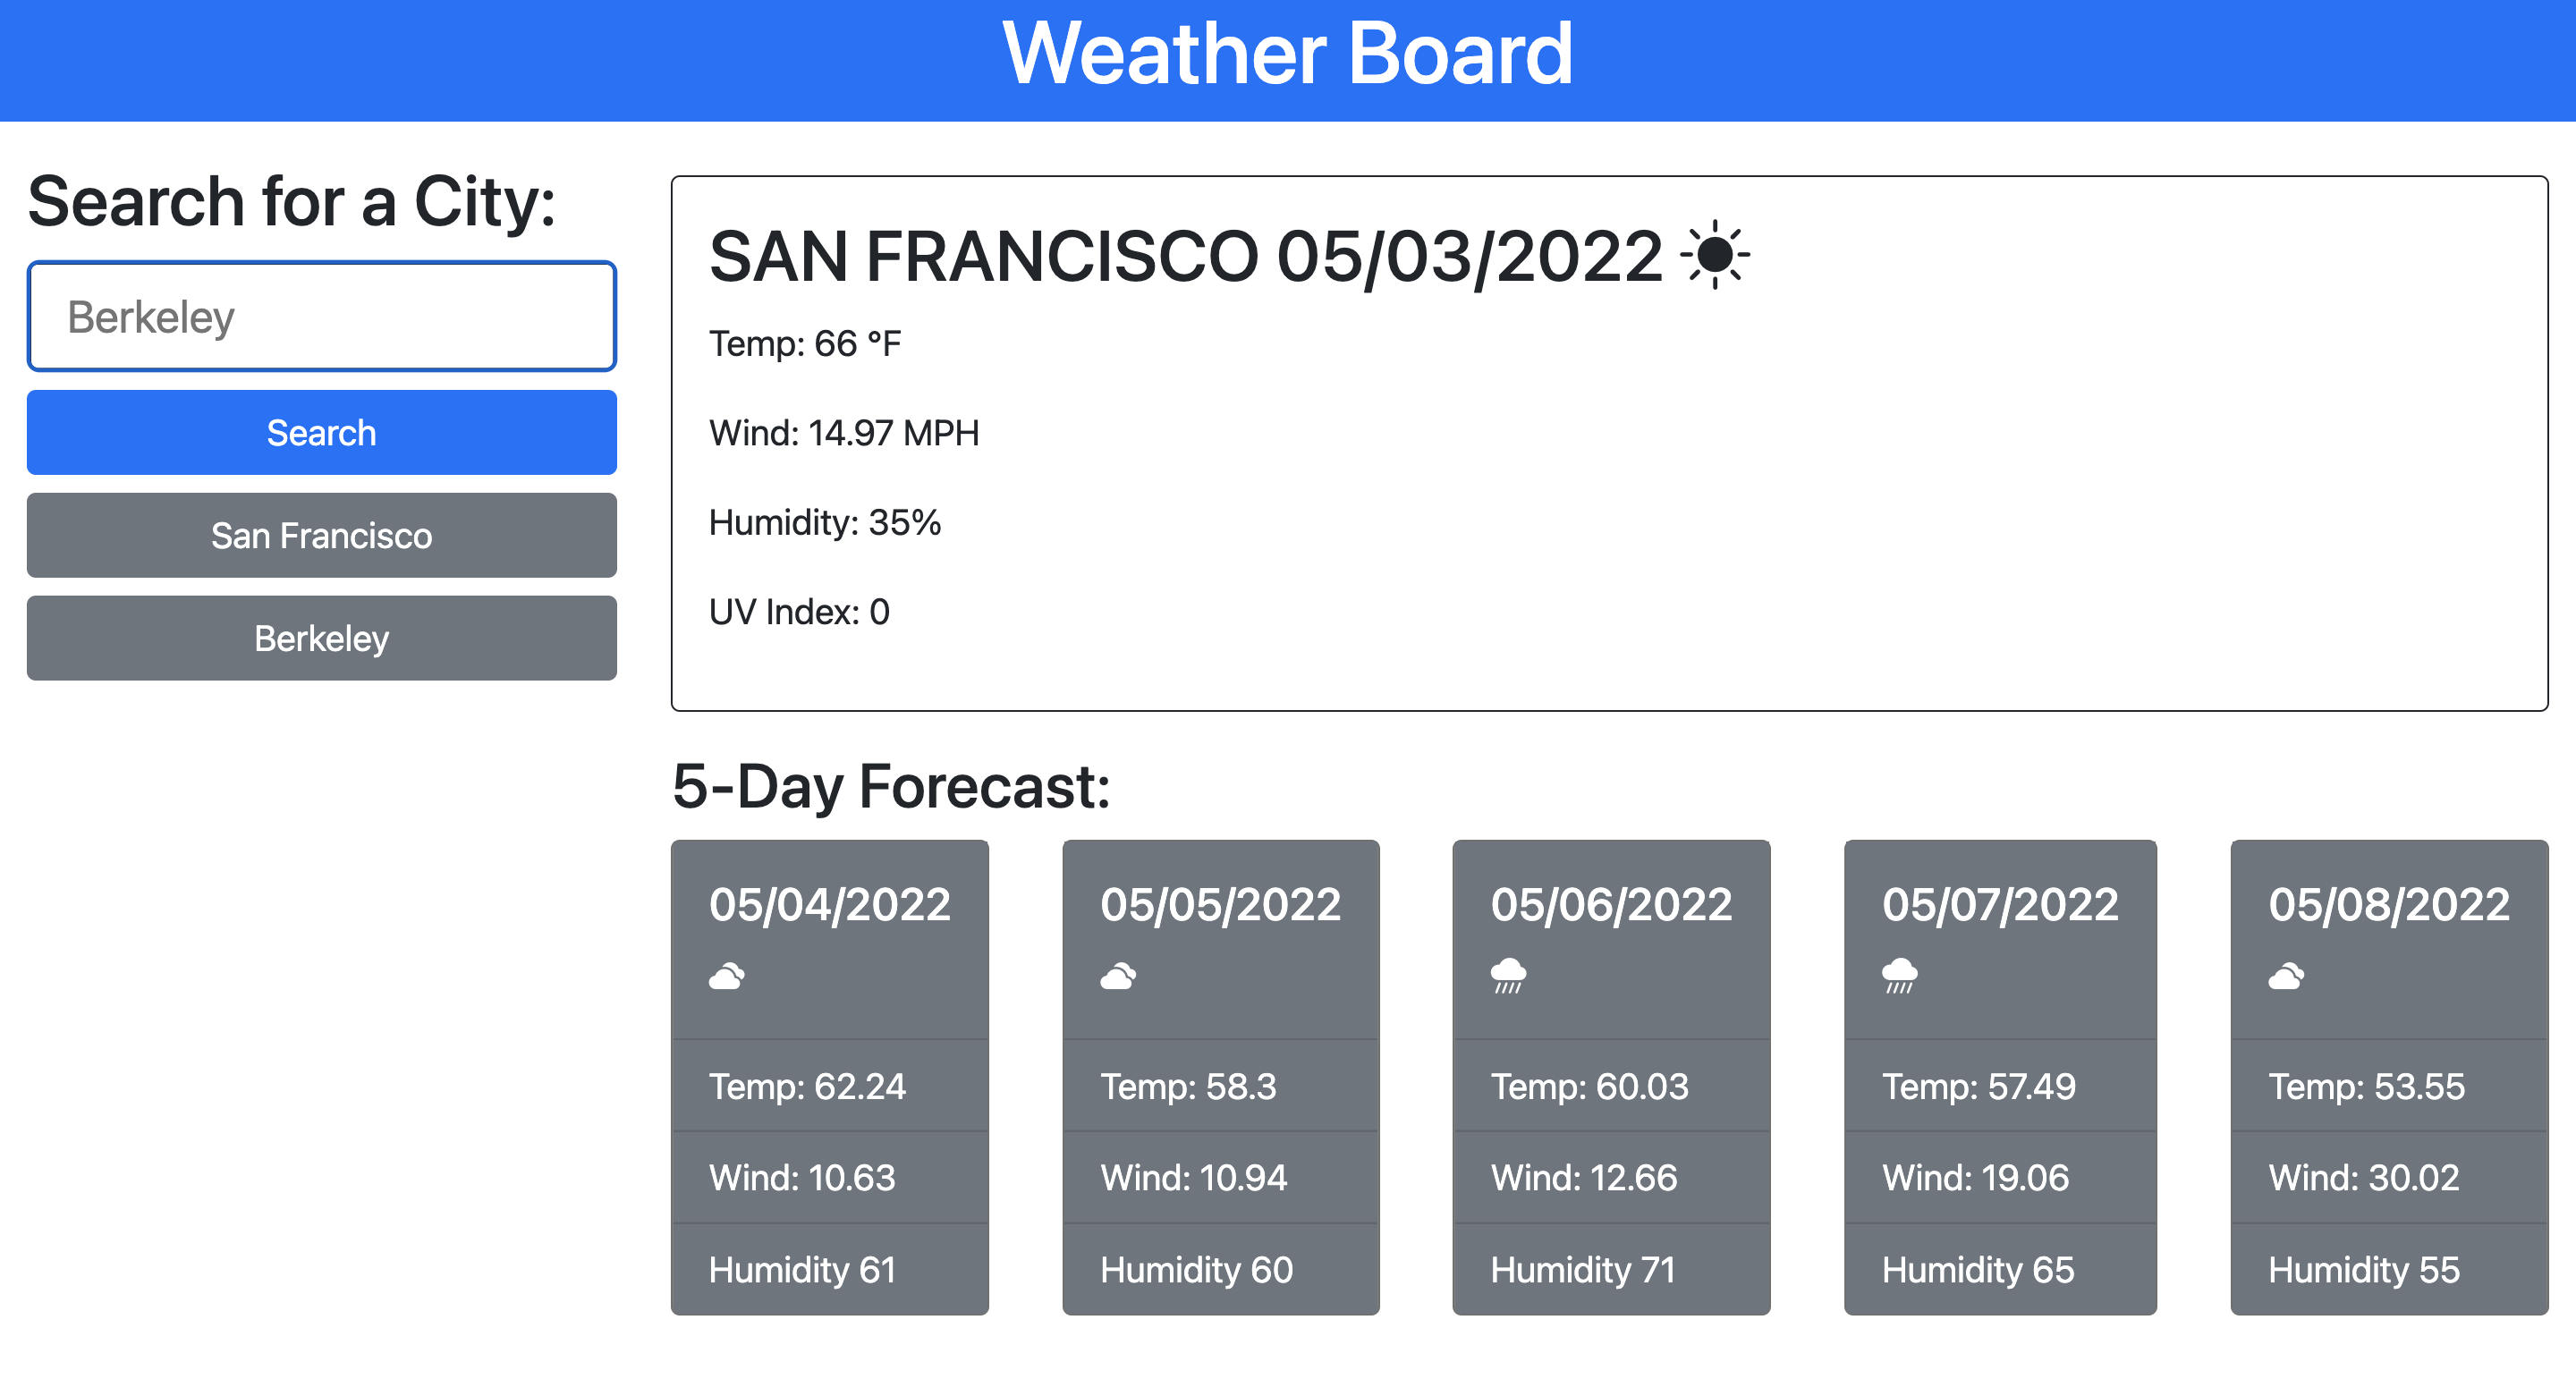 Weather Board
Search for a City:
Berkeley
Search
San Francisco
Berkeley
SAN FRANCISCO 05/03/2022
Temp: 66 °F
Wind: 14.97 MPH
Humidity: 35%
UV Index: 0
5-Day Forecast:
05/04/2022
Temp: 62.24
Wind: 10.63
Humidity 61
05/05/2022
Temp: 58.3
Wind: 10.94
Humidity 60
05/06/2022
Temp: 60.03
Wind: 12.66
Humidity 71
05/07/2022
Temp: 57.49
Wind: 19.06
Humidity 65
05/08/2022
Temp: 53.55
Wind: 30.02
Humidity 55